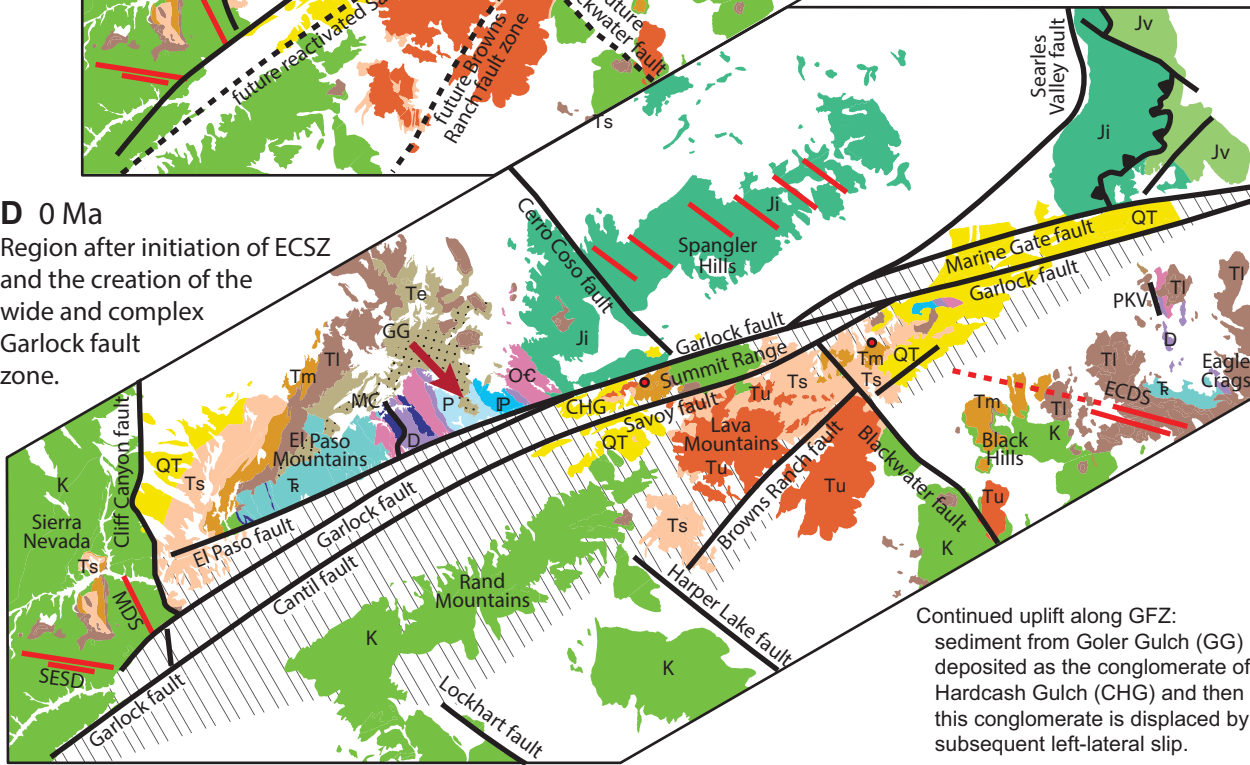 future reactivated Sa
future Browns
Ranch fault zone
future
ckwater fault
Ts
Jv
Searles
Valley fault
Ji
Jv
D 0 Ma
Region after initiation of ECSZ
and the creation of the
wide and complex
Garlock fault
zone.
Cerro Coso fault
Ji
Spangler
Hills
QT
Marine Gate fault
Garlock fault
Te
GG
Tl
Tm
MC
Ji
O€
P
ℙ
D
Garlock fault
Summit Range
CHG
Savoy fault
QT
Tu
Ts
Tm
Ts
QT
PKV
Tl
Tl
D
Tl
Eagle
Crags
ECDS
Ꞧ
Tm
Tl
K
Black
Hills
Tu
K
Cliff Canyon fault
QT
Ts
El Paso
Mountains
Ꞧ
K
Sierra
Nevada
Ts
MDS
SESD
El Paso fault
Garlock fault
Cantil fault
Garlock fault
Lava
Mountains
Tu
Browns Ranch fault
Tu
Blackwater fault
Ts
Rand
Mountains
K
Harper Lake fault
K
Lockhart fault
Continued uplift along GFZ:
sediment from Goler Gulch (GG)
deposited as the conglomerate of
Hardcash Gulch (CHG) and then
this conglomerate is displaced by
subsequent left-lateral slip.